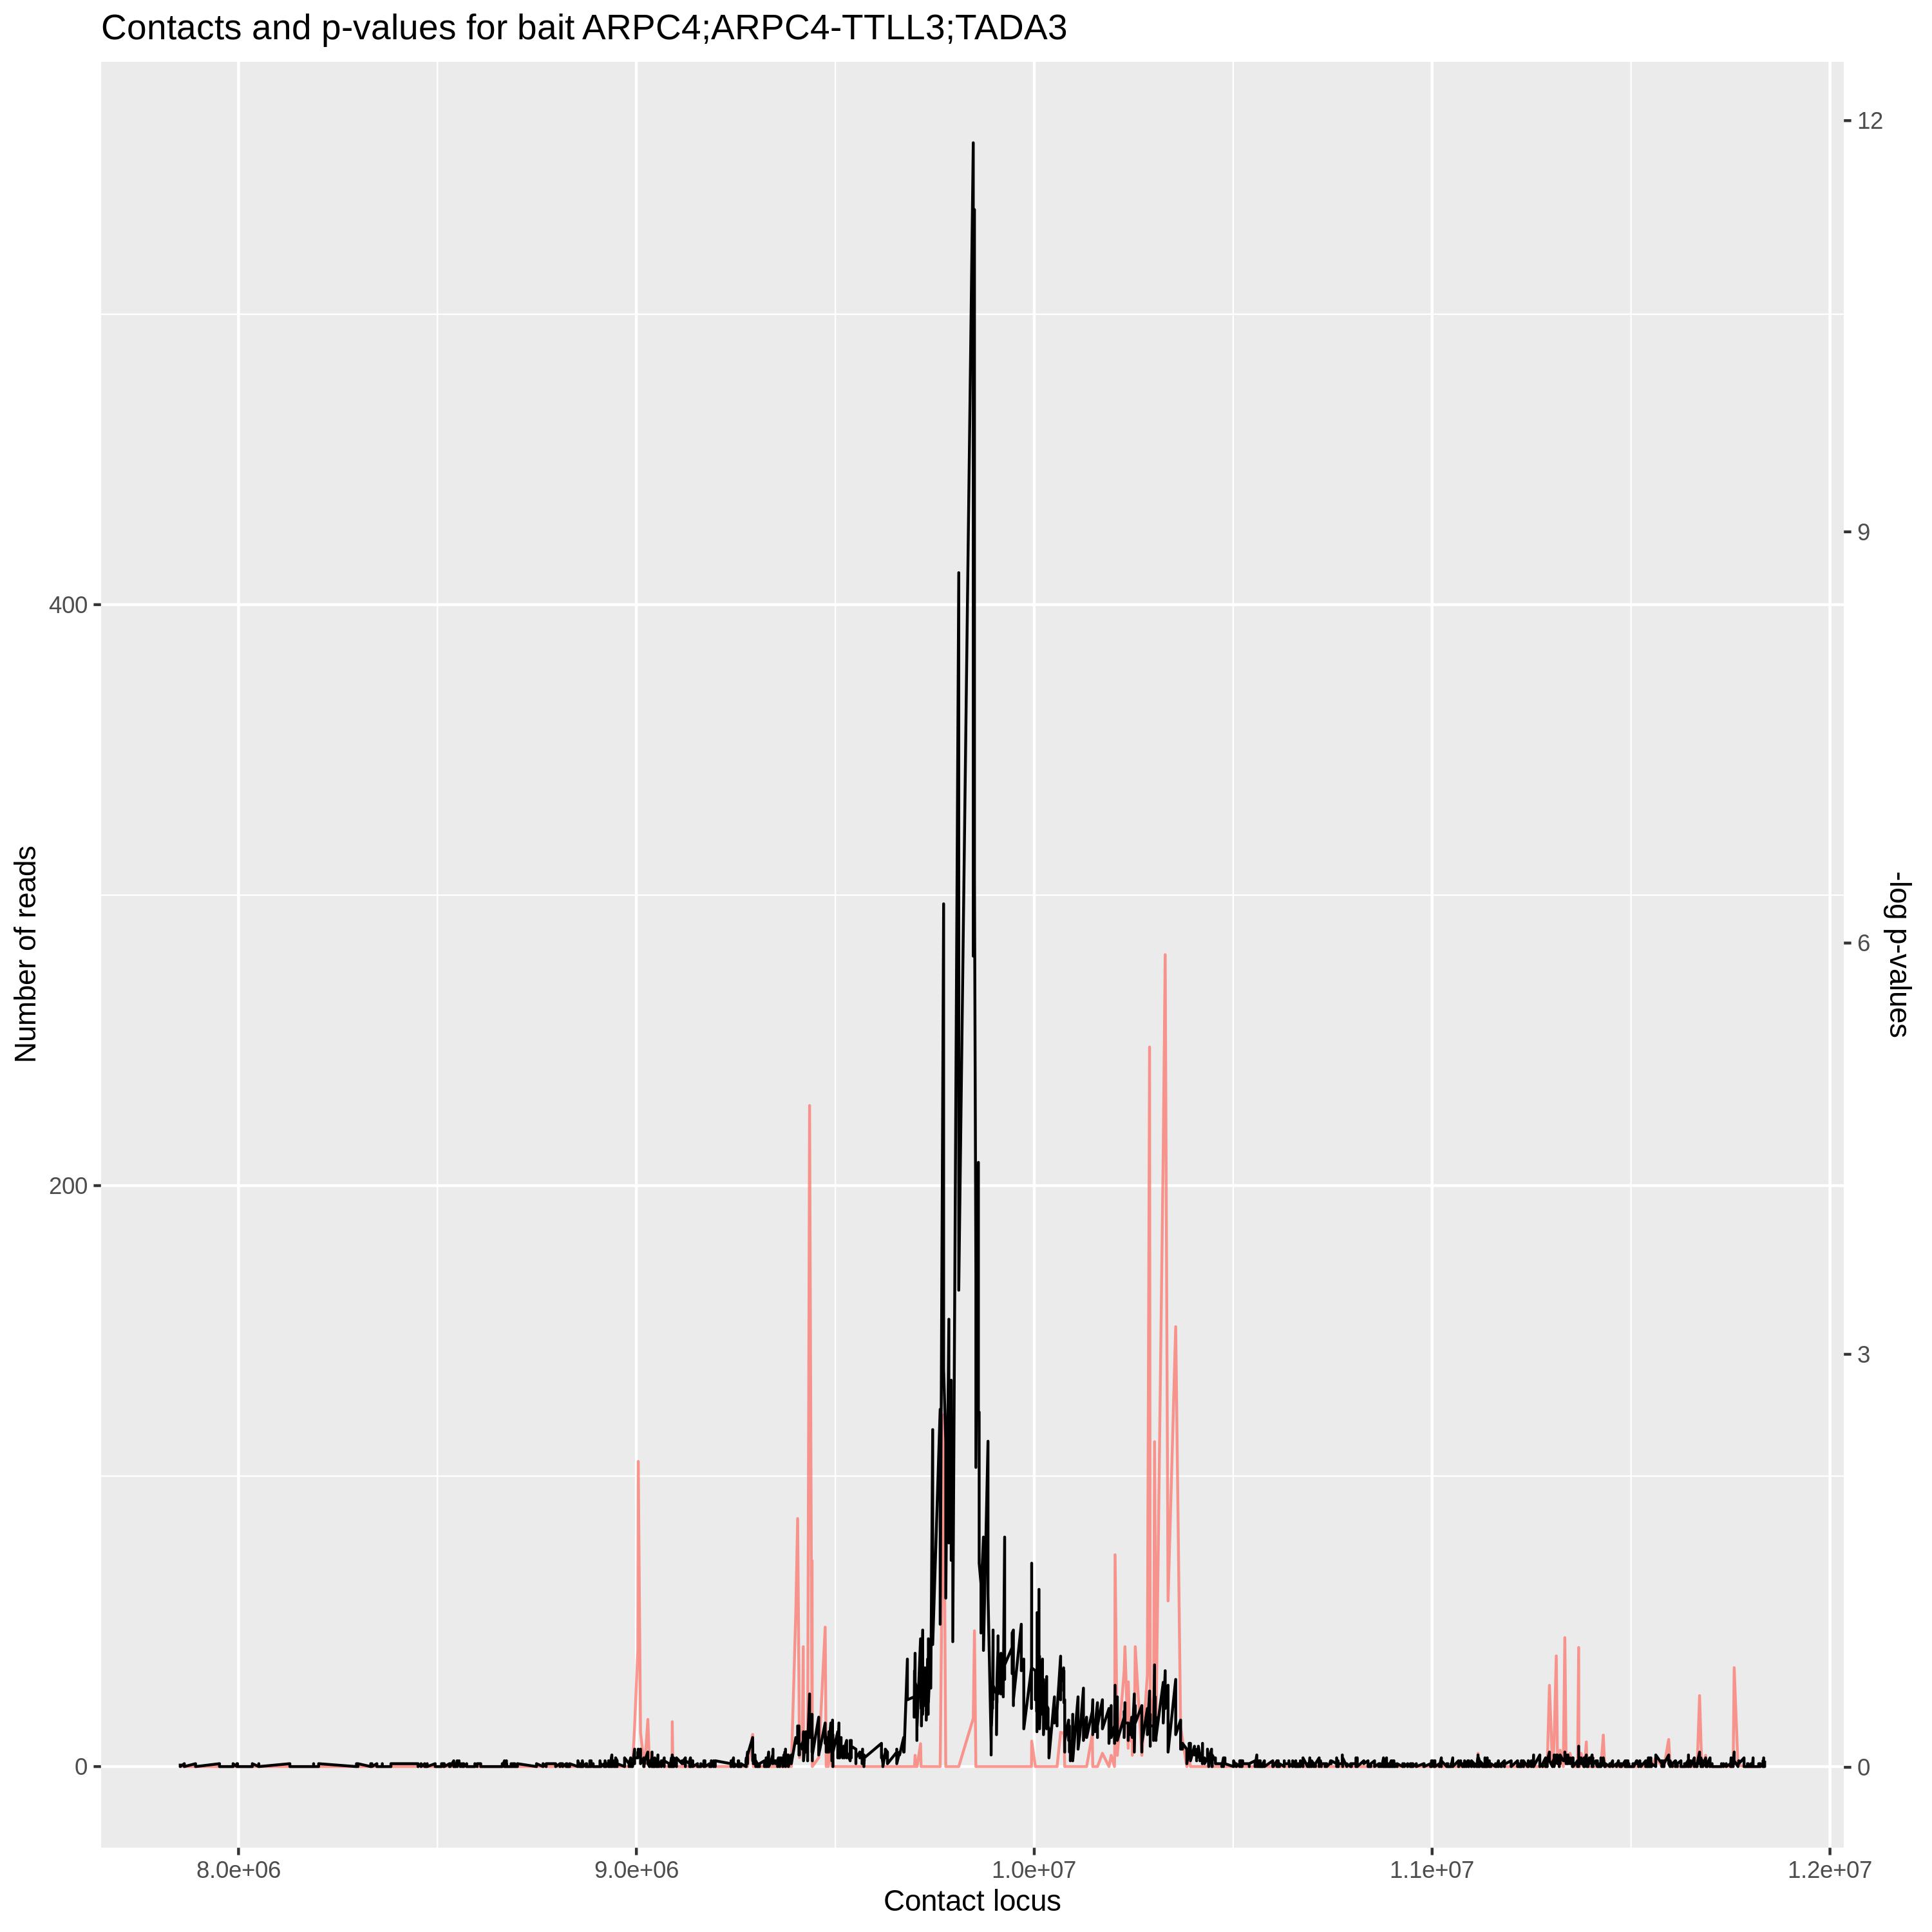 Contacts and p-values for bait ARPC4;ARPC4-TTLL3;TADA3
12
9
400
Number of reads
-log p-values
6
200
3
0
0
8.0e+06
9.0e+06
1.0e+07
1.1e+07
1.2e+07
Contact locus